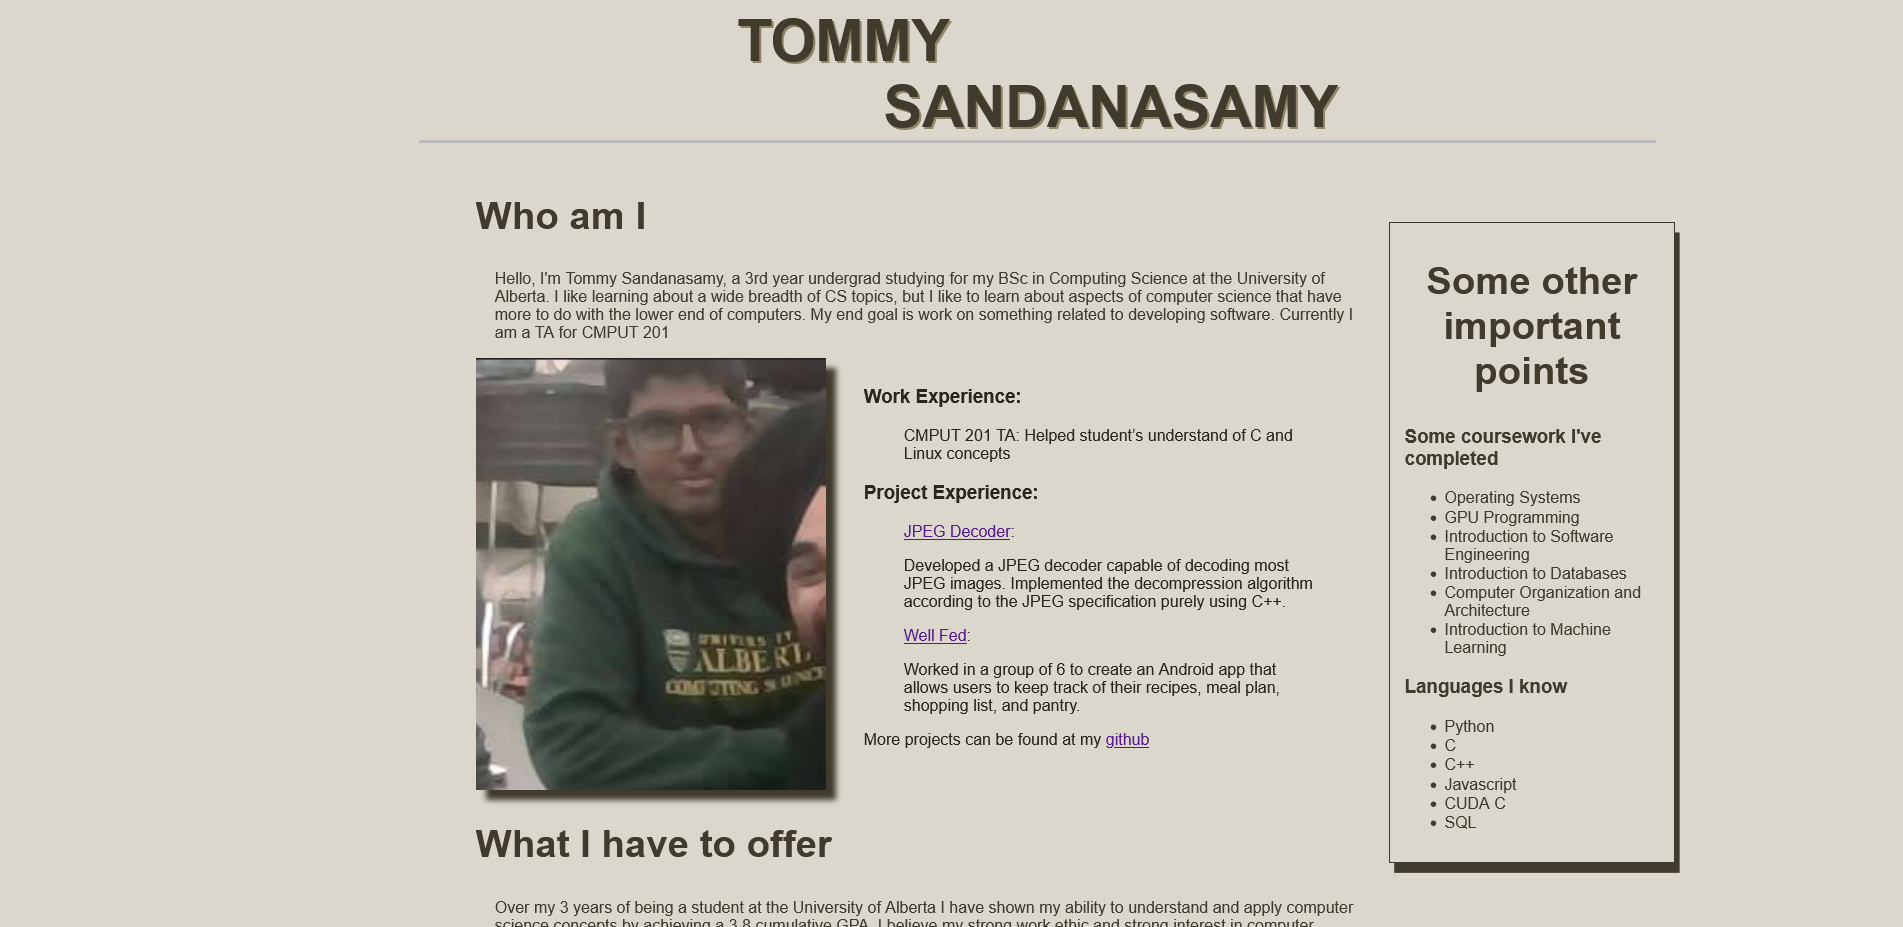 TOMMY
SANDANASAMY
Who am I
Hello, I'm Tommy Sandanasamy, a 3rd year undergrad studying for my BSc in Computing Science at the University of
Alberta. I like learning about a wide breadth of CS topics, but I like to learn about aspects of computer science that have
more to do with the lower end of computers. My end goal is work on something related to developing software. Currently I
am a TA for CMPUT 201
Work Experience:
CMPUT 201 TA: Helped student's understand of C and
Linux concepts
Project Experience:
JPEG Decoder:
Developed a JPEG decoder capable of decoding most
JPEG images. Implemented the decompression algorithm
according to the JPEG specification purely using C++.
Well Fed:
Worked in a group of 6 to create an Android app that
allows users to keep track of their recipes, meal plan,
shopping list, and pantry.
More projects can be found at my github
What I have to offer
Over my 3 years of being a student at the University of Alberta I have shown my ability to understand and apply computer
science concepts by achieving a 3.8 cumulative GPA. I believe my strong work ethic and strong interest in computer
Some other
important
points
Some coursework I've
completed
Operating Systems
GPU Programming
Introduction to Software
Engineering
Introduction to Databases
Computer Organization and
Architecture
Introduction to Machine
Learning
Languages I know
Python
C
C++
Javascript
CUDA C
SQL
COMPUTING SCIENCE